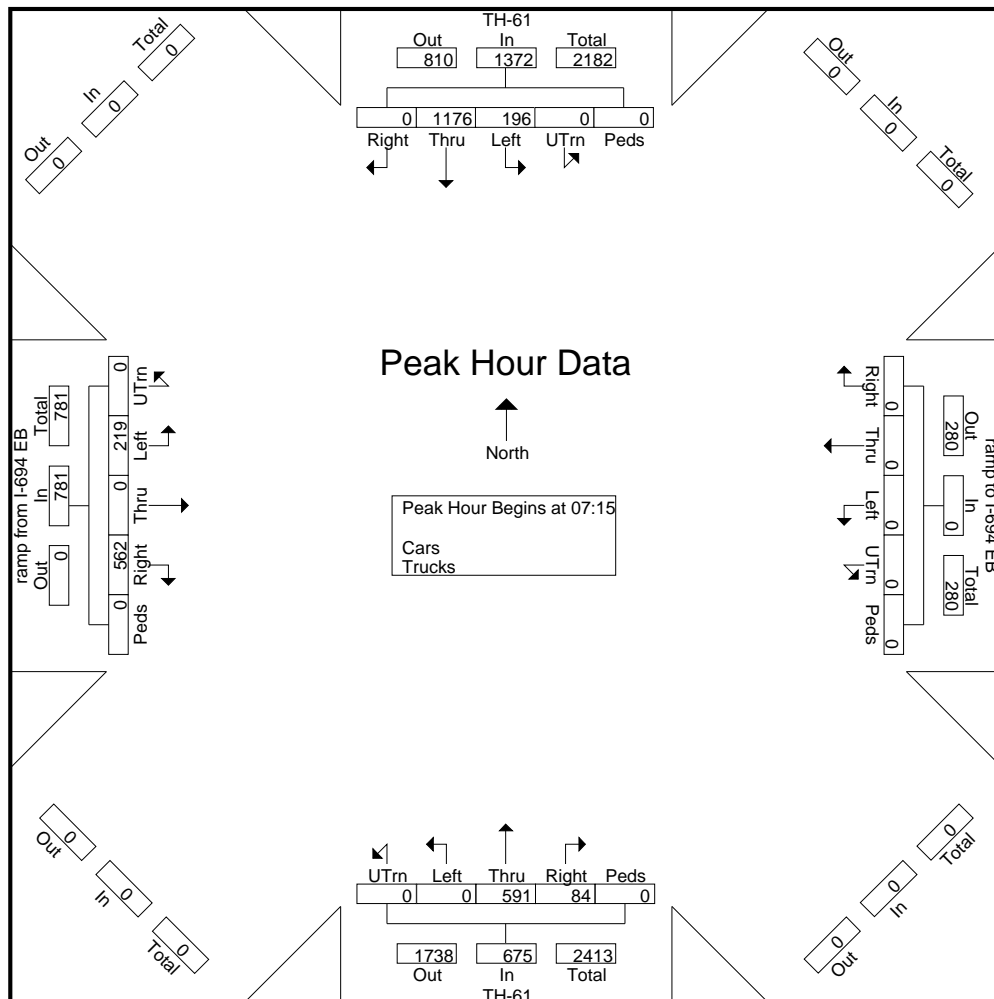 TH-61
Out In Total
810 1372 2182
0 1176 196 0 0
Right Thru Left UTrn Peds
Total
0
In
0
Out
0
Out
0
In
0
Total
0
Peak Hour Data
North
Peak Hour Begins at 07:15
Cars
Trucks
ramp from I-694 EB
Out In Total
0 781 781
0 562 0 219 0
Peds Right Thru Left UTrn
ramp to I-694 EB
Out In Total
280 0 280
0 0 0 0 0
Right Thru Left UTrn Peds
0
Out
0
In
0
Total
0
Total
0
In
0
Out
UTrn Left Thru Right Peds
0 0 591 84 0
1738 675 2413
Out In Total
TH-61